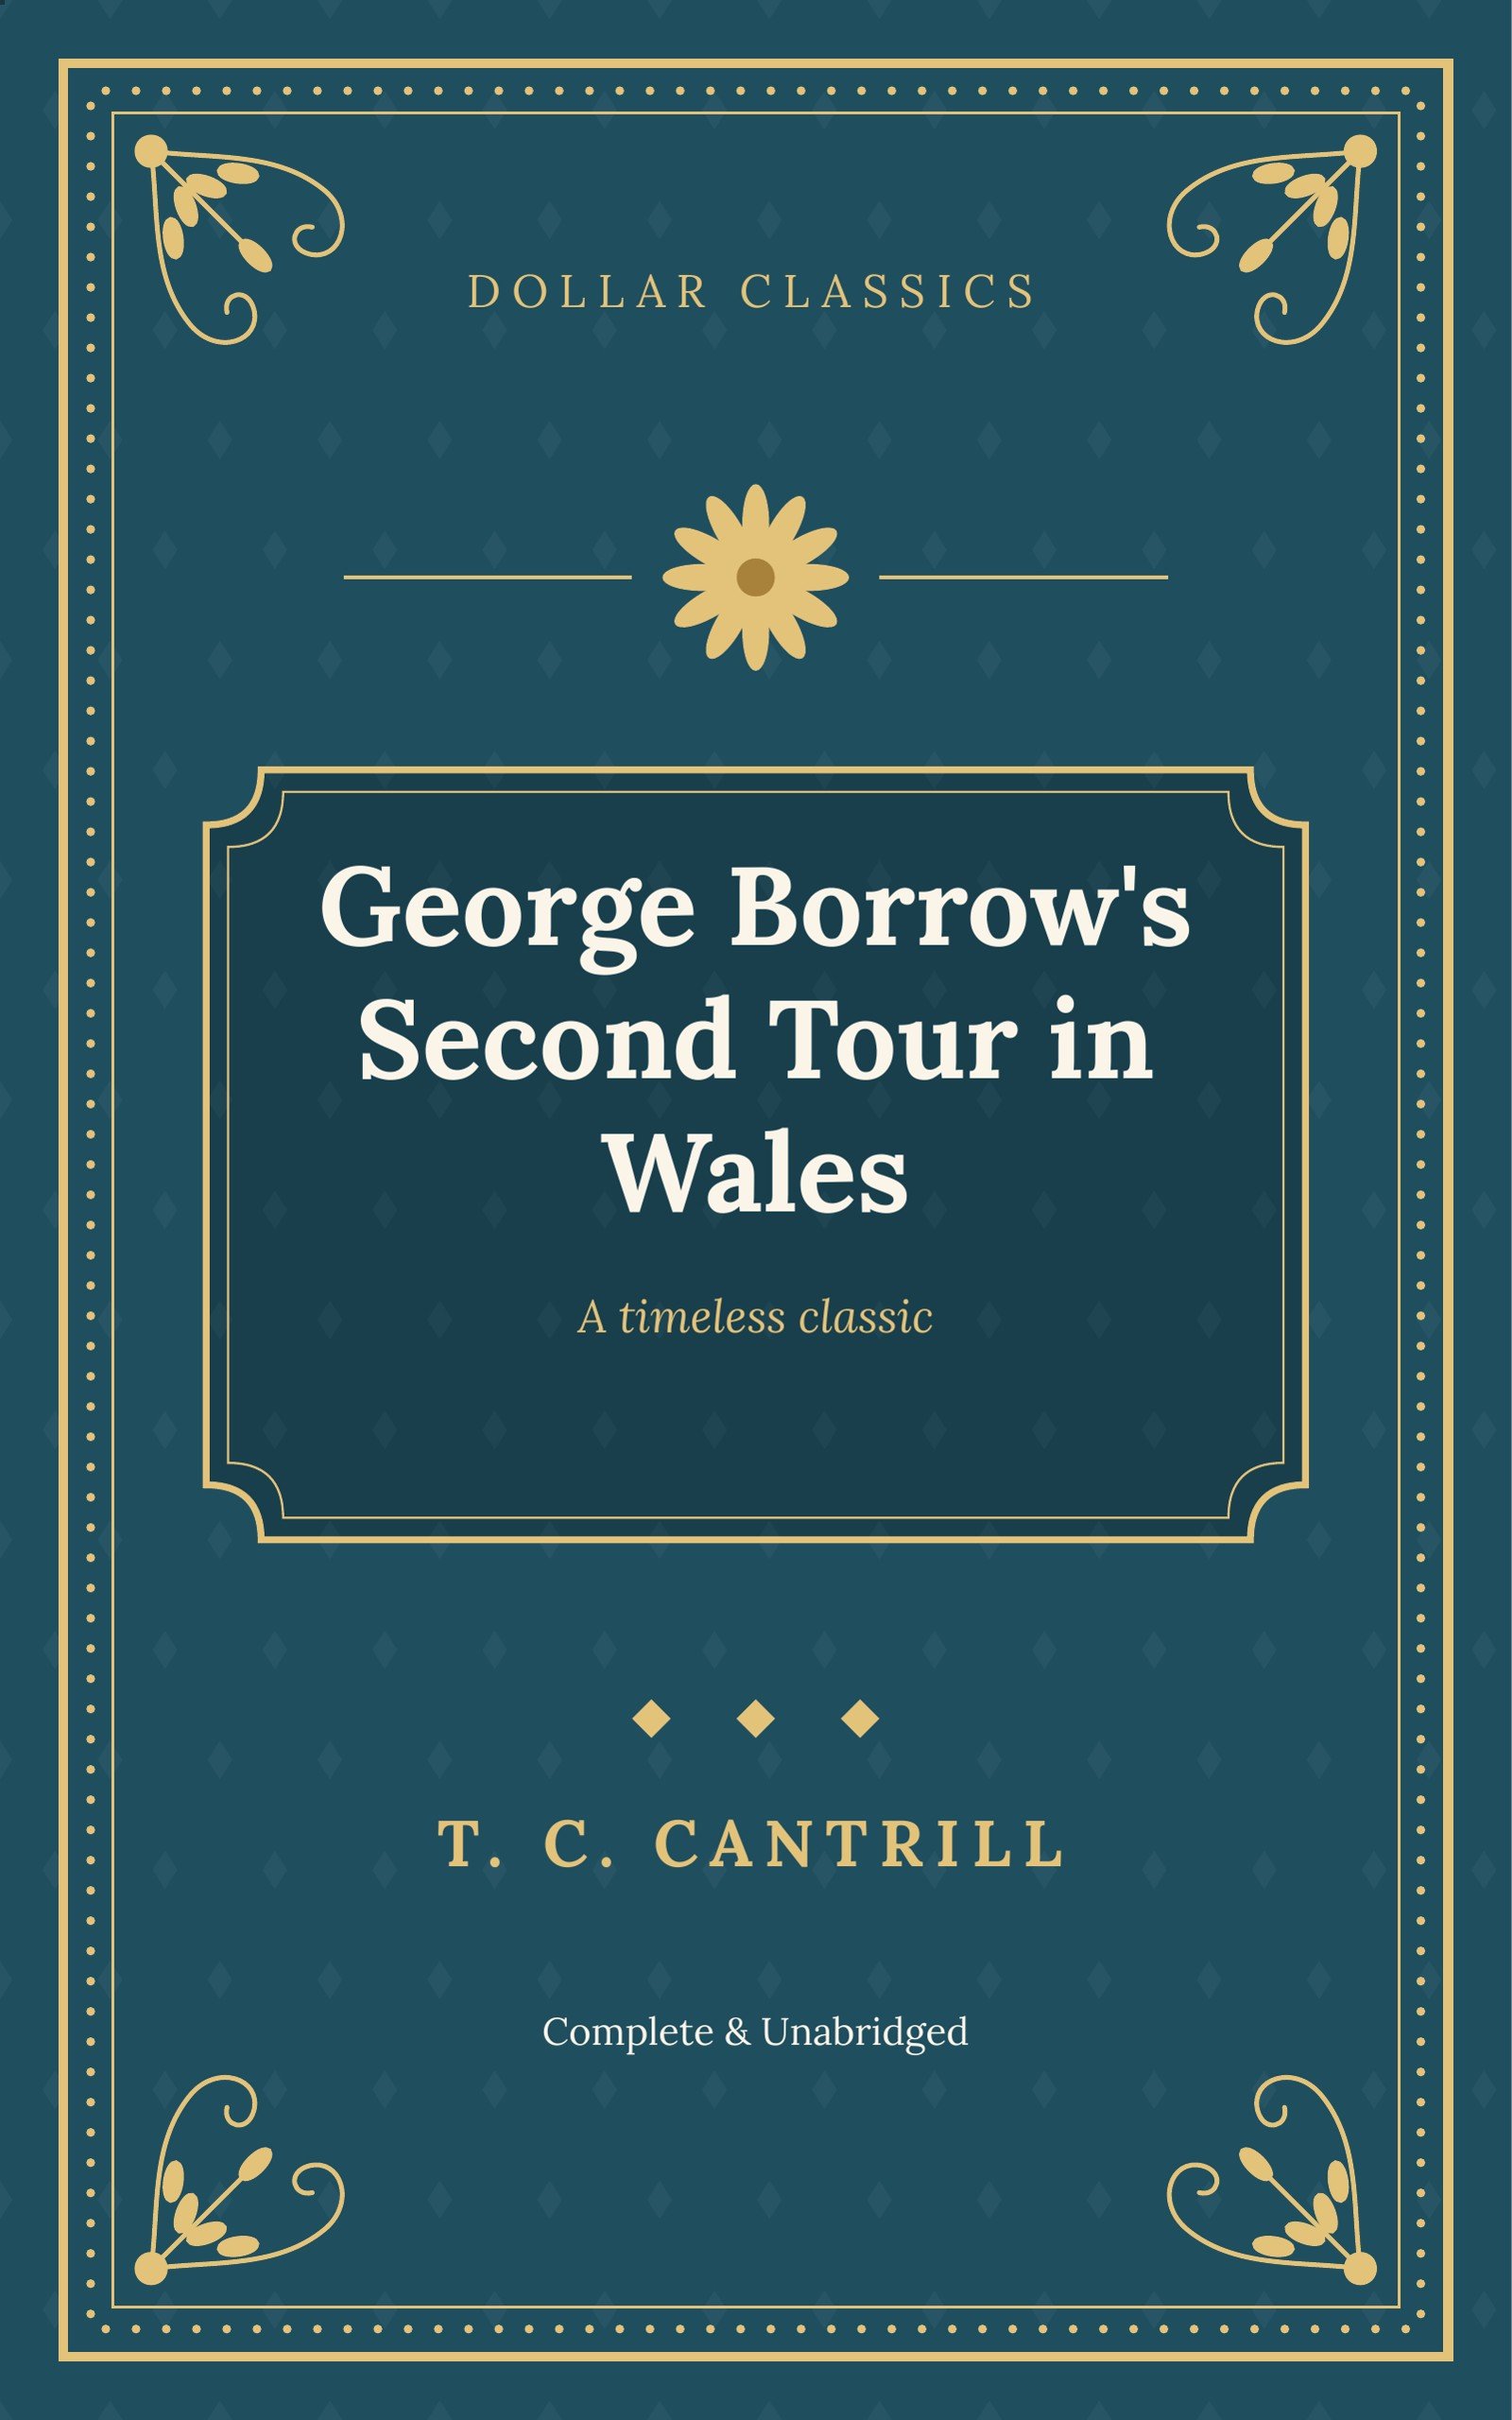 DOLLAR CLASSICS
George Borrow's
Second Tour in
Wales
A timeless classic
T. C. CANTRILL
Complete & Unabridged